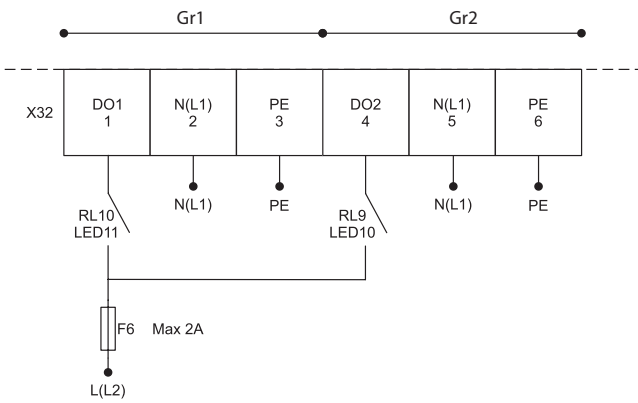 Gr1
Gr2
X32
DO1
1
N(L1)
2
PE
3
DO2
4
N(L1)
5
PE
6
N(L1)
PE
N(L1)
PE
RL10
LED11
RL9
LED10
F6 Max 2A
L(L2)